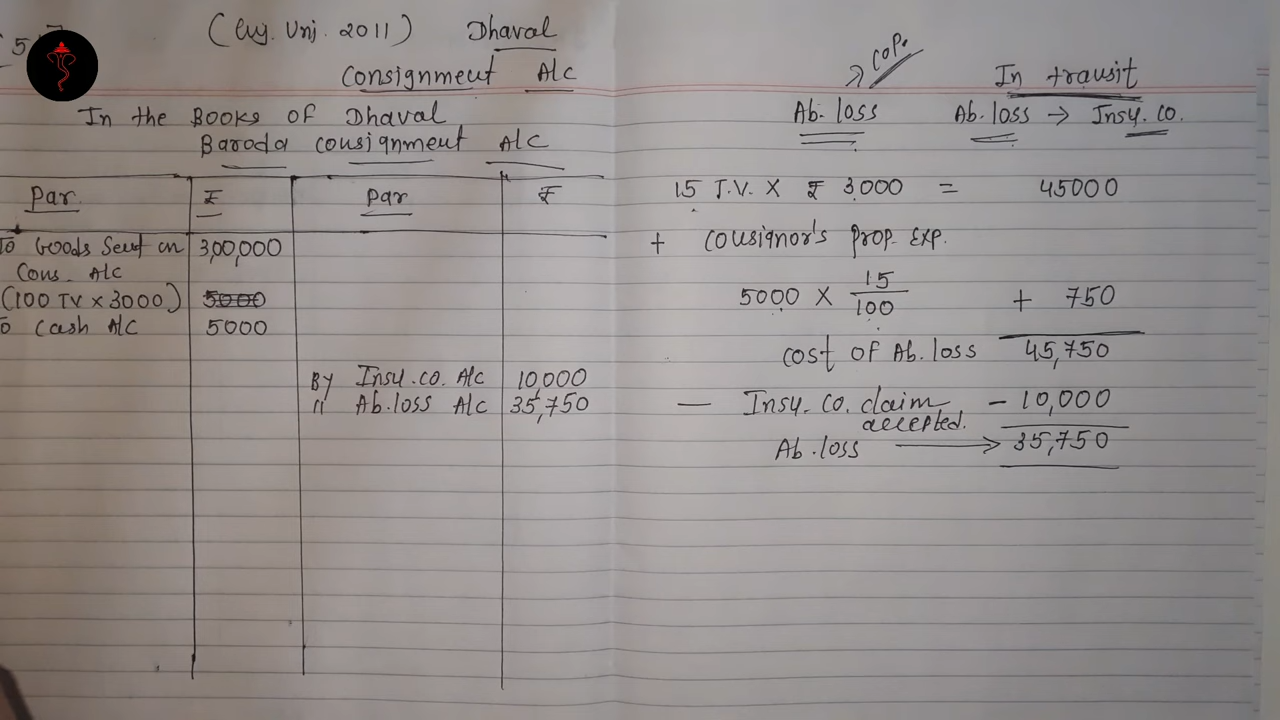 5
(Guj. Uni. 2011) Dhaval
Consignment A/c
In the Books of Dhaval
Baroda consignment A/c
Par. ₹ Par ₹
To Goods Sent on 3,00,000
Cons. A/c
(100 TV × 3000) 5000
To Cash A/c 5000
By Insu. co. A/c 10,000
" Ab. loss A/c 35,750
COP.
In transit
Ab. loss Ab. loss → Insu. co.
15 T.V. × ₹ 3000 = 45000
+ Consignor's Prop. Exp.
5000 × 15/100 + 750
Cost of Ab. loss 45,750
— Insu. co. claim - 10,000
accepted.
Ab. loss → 35,750